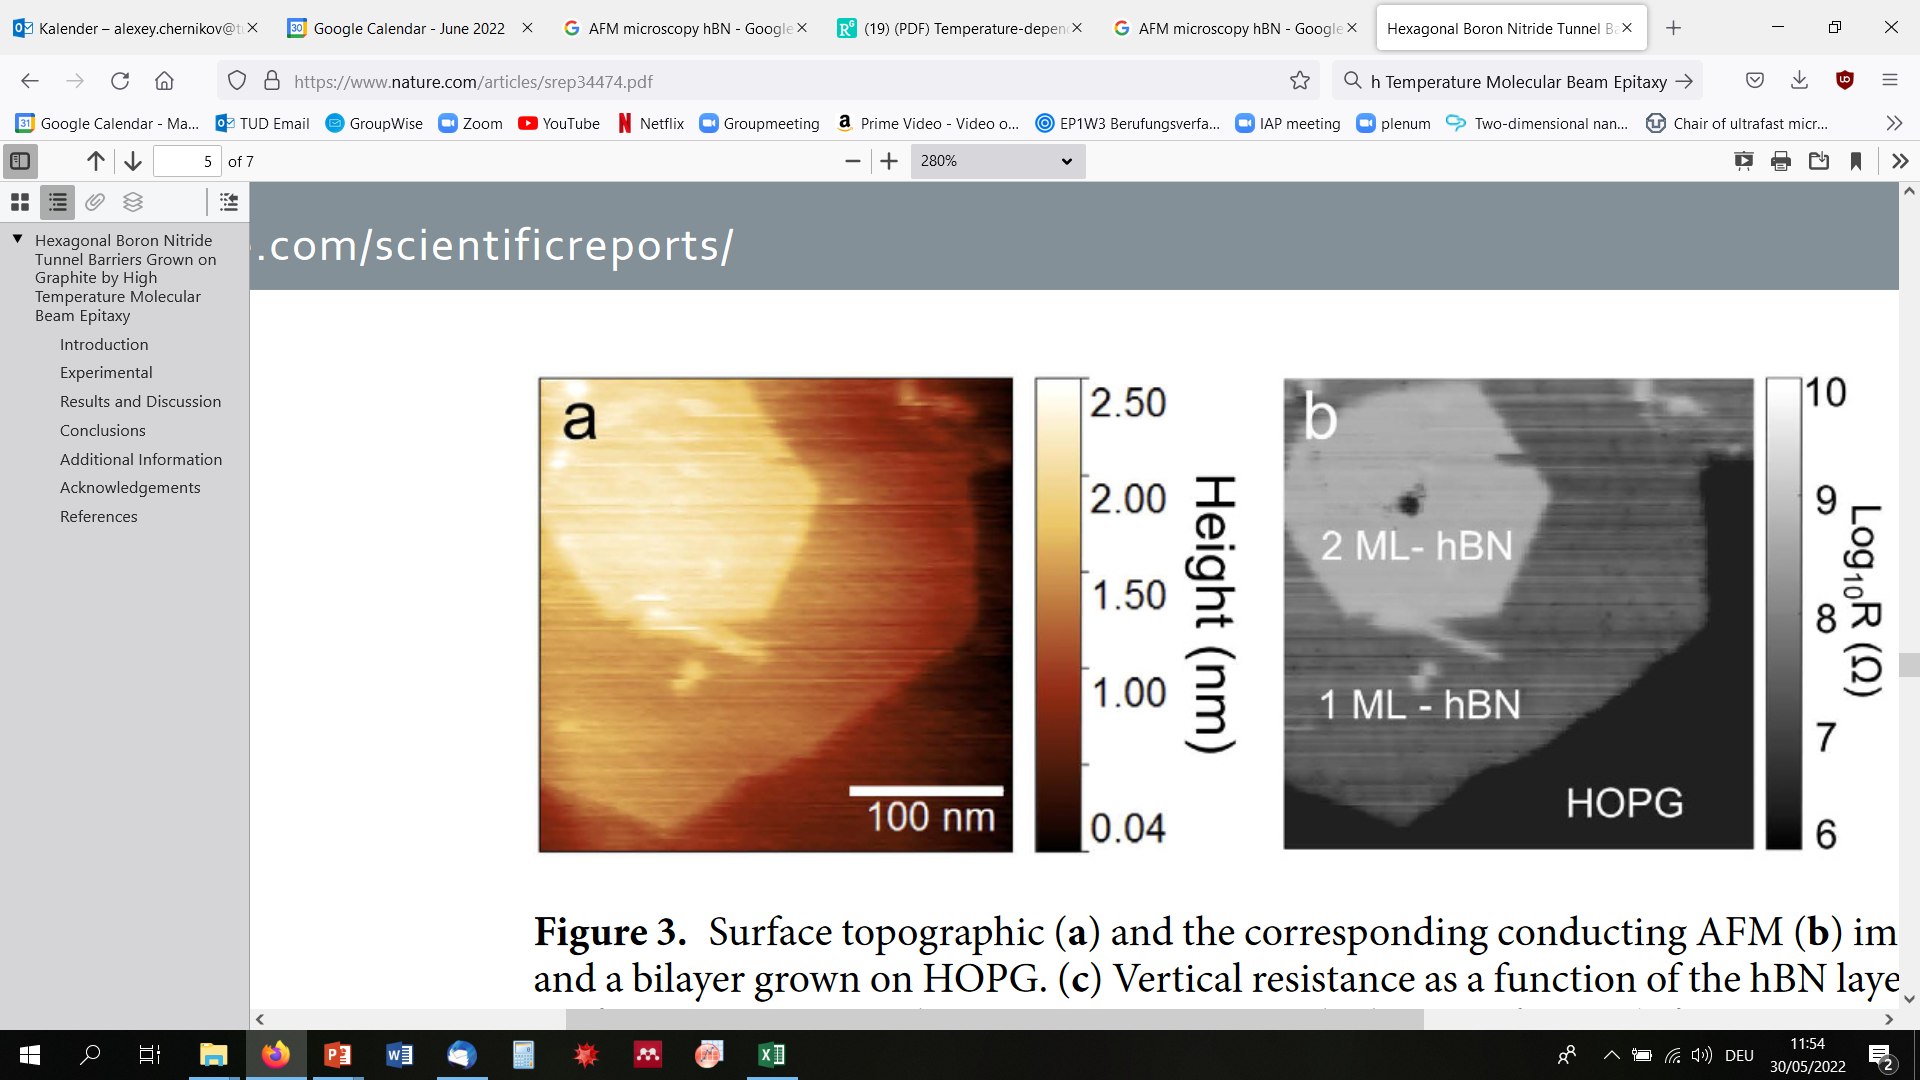 Kalender – alexey.chernikov@t
Google Calendar - June 2022
AFM microscopy hBN - Google
(19) (PDF) Temperature-depen
AFM microscopy hBN - Google
Hexagonal Boron Nitride Tunnel Ba
https://www.nature.com/articles/srep34474.pdf
h Temperature Molecular Beam Epitaxy
Google Calendar - Ma...
TUD Email
GroupWise
Zoom
YouTube
Netflix
Groupmeeting
Prime Video - Video o...
EP1W3 Berufungsverfa...
IAP meeting
plenum
Two-dimensional nan...
Chair of ultrafast micr...
5 of 7
280%
Hexagonal Boron Nitride
Tunnel Barriers Grown on
Graphite by High
Temperature Molecular
Beam Epitaxy
Introduction
Experimental
Results and Discussion
Conclusions
Additional Information
Acknowledgements
References
.com/scientificreports/
a
100 nm
2.50
2.00
1.50
1.00
0.04
Height (nm)
b
2 ML- hBN
1 ML - hBN
HOPG
10
9
8
7
6
Log₁₀R (Ω)
Figure 3. Surface topographic (a) and the corresponding conducting AFM (b) im
and a bilayer grown on HOPG. (c) Vertical resistance as a function of the hBN laye
DEU
11:54
30/05/2022
2